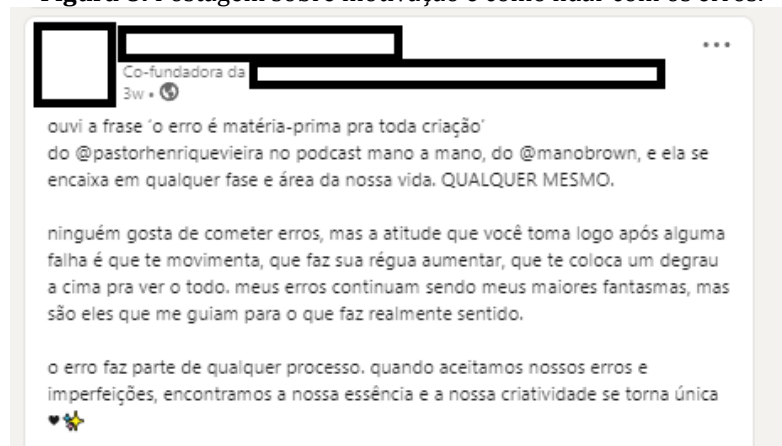 Figura 3: Postagem sobre motivação e como lidar com os erros.
Co-fundadora da
3w •
ouvi a frase ‘o erro é matéria-prima pra toda criação’
do @pastorhenriquevieira no podcast mano a mano, do @manobrown, e ela se
encaixa em qualquer fase e área da nossa vida. QUALQUER MESMO.
ninguém gosta de cometer erros, mas a atitude que você toma logo após alguma
falha é que te movimenta, que faz sua régua aumentar, que te coloca um degrau
a cima pra ver o todo. meus erros continuam sendo meus maiores fantasmas, mas
são eles que me guiam para o que faz realmente sentido.
o erro faz parte de qualquer processo. quando aceitamos nossos erros e
imperfeições, encontramos a nossa essência e a nossa criatividade se torna única
♥✨